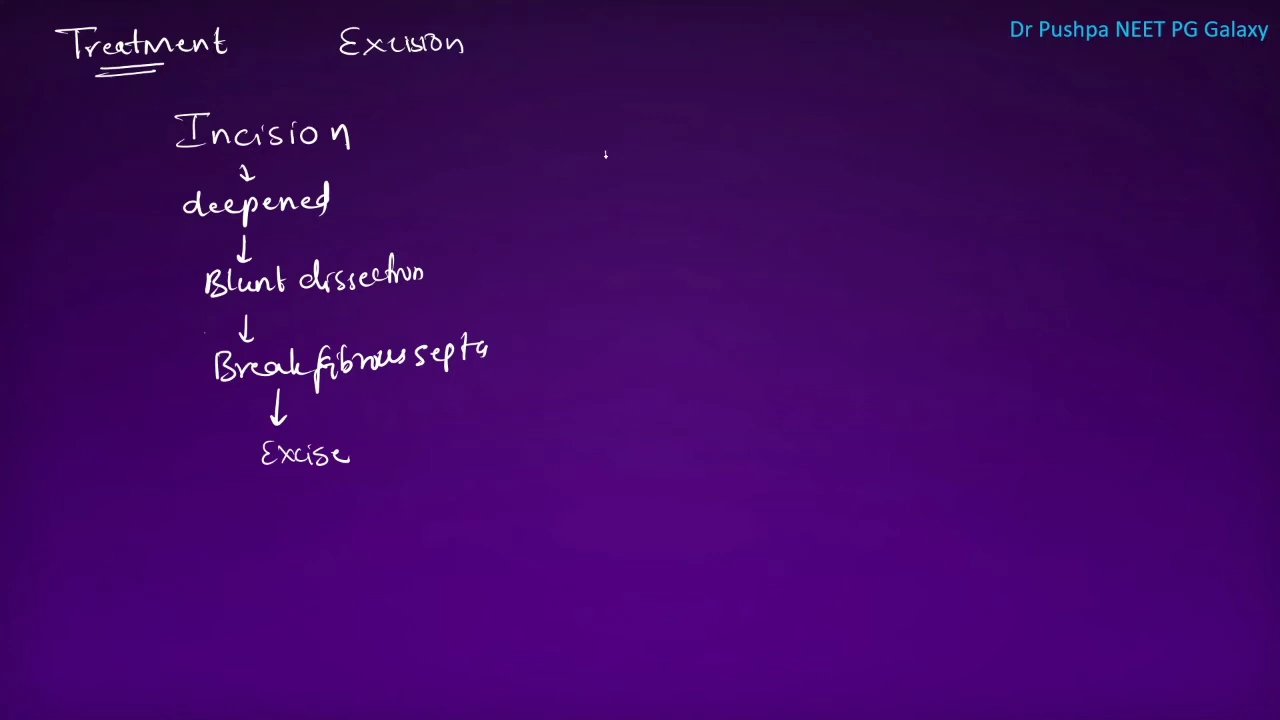 Treatment Excision
Dr Pushpa NEET PG Galaxy
Incision
↓
deepened
↓
Blunt dissection
↓
Break fibrous septa
↓
Excise